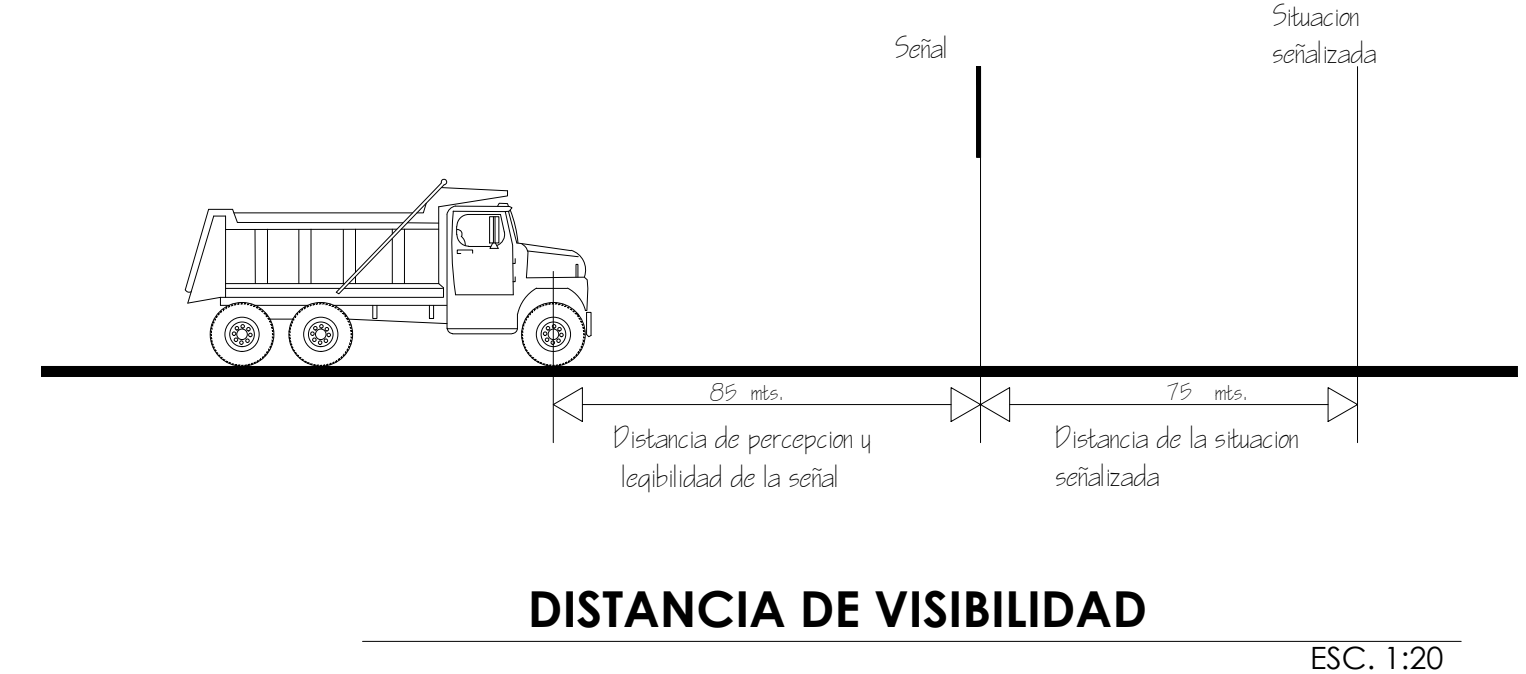 Situacion
señalizada
Señal
85 mts.
75 mts.
Distancia de percepcion y
legibilidad de la señal
Distancia de la situacion
señalizada
DISTANCIA DE VISIBILIDAD
ESC. 1:20